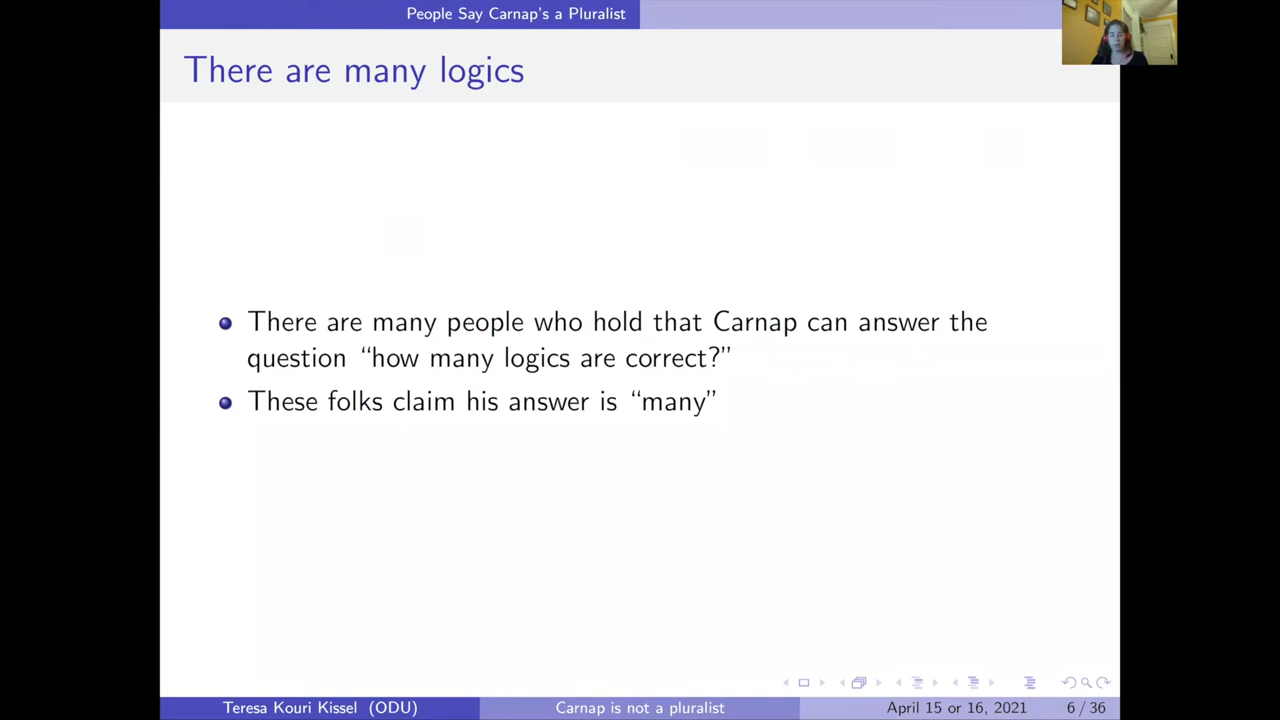 People Say Carnap's a Pluralist
There are many logics
There are many people who hold that Carnap can answer the
question “how many logics are correct?”
These folks claim his answer is “many”
Teresa Kouri Kissel (ODU)
Carnap is not a pluralist
April 15 or 16, 2021
6 / 36